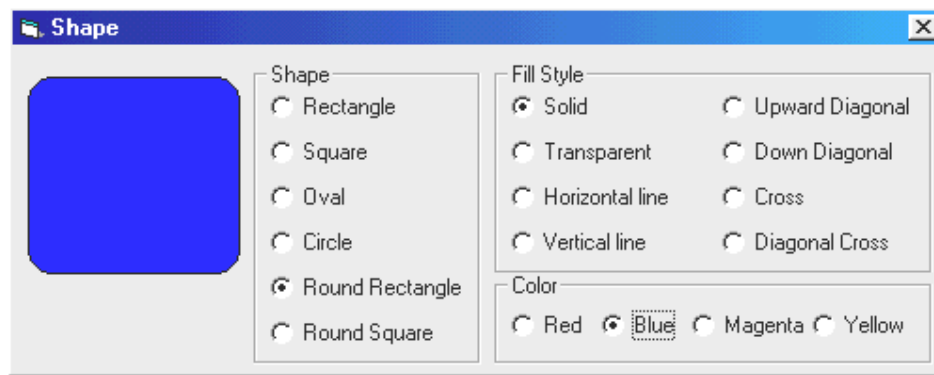 Shape
Shape
Rectangle
Square
Oval
Circle
Round Rectangle
Round Square
Fill Style
Solid
Transparent
Horizontal line
Vertical line
Upward Diagonal
Down Diagonal
Cross
Diagonal Cross
Color
Red Blue Magenta Yellow